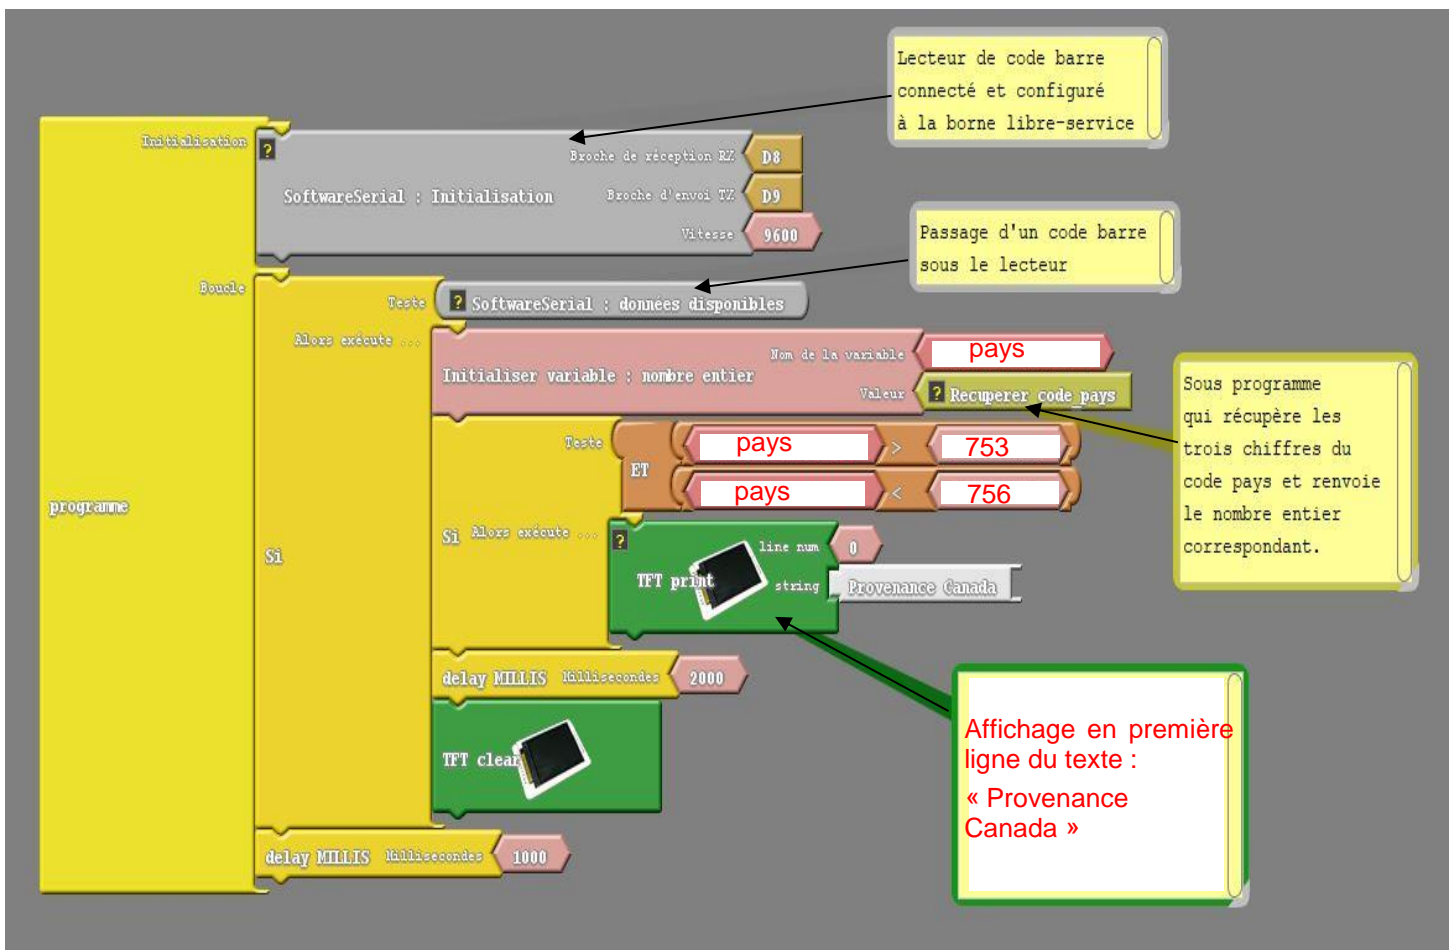 Lecteur de code barre
connecté et configuré
à la borne libre-service
Initialisation
?
Broche de réception RX
D8
SoftwareSerial : Initialisation
Broche d'envoi TX
D9
Vitesse
9600
Passage d'un code barre
sous le lecteur
Boucle
Teste
? SoftwareSerial : données disponibles
Alors exécute ...
Nom de la variable
pays
Initialiser variable : nombre entier
Valeur
? Recuperer code_pays
Sous programme
qui récupère les
trois chiffres du
code pays et renvoie
le nombre entier
correspondant.
Teste
pays > 753
ET
pays < 756
programme
Si
Si
Alors exécute ...
?
line num
0
TFT print
string
Provenance Canada
delay MILLIS Millisecondes 2000
TFT clear
Affichage en première
ligne du texte :
« Provenance
Canada »
delay MILLIS Millisecondes 1000